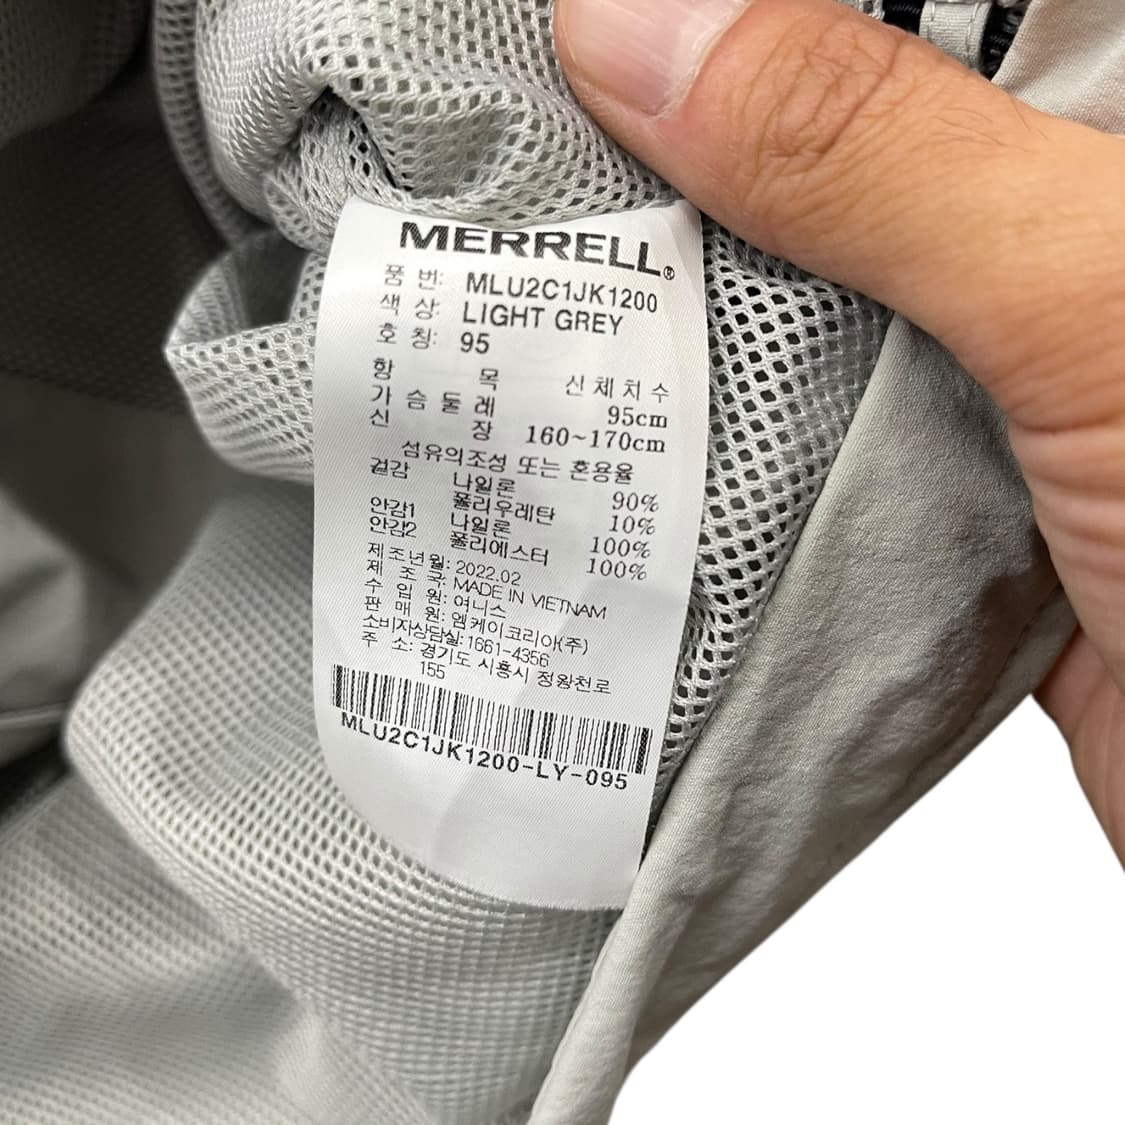 MERRELL®
품 번: MLU2C1JK1200
색 상: LIGHT GREY
호 칭: 95
항 목 신체치수
가슴둘레 95cm
신 장 160~170cm
섬유의조성 또는 혼용율
겉감 나일론 90%
폴리우레탄 10%
안감1 나일론 100%
안감2 폴리에스터 100%
제조년월: 2022.02
제 조 국: MADE IN VIETNAM
수 입 원: 여니스
판 매 원: 엠케이코리아(주)
소비자상담실: 1661-4356
주 소: 경기도 시흥시 정왕천로
155
MLU2C1JK1200-LY-095